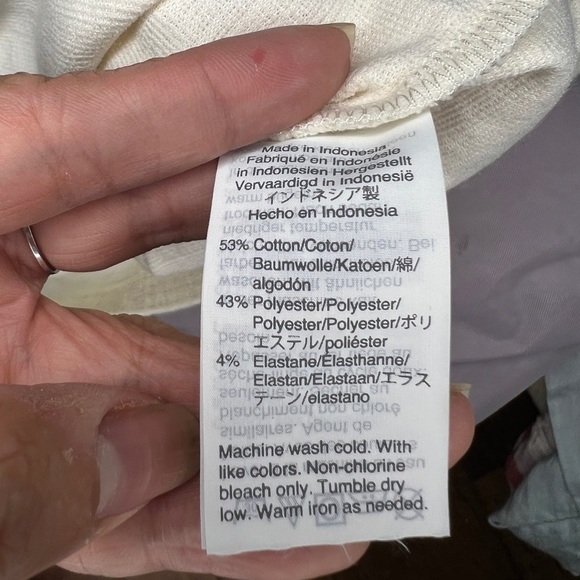 Made in Indonesia
Fabriqué en Indonésie
in Indonesien Hergestellt
Vervaardigd in Indonesië
インドネシア製
Hecho en Indonesia
53% Cotton/Coton/
Baumwolle/Katoen/綿/
algodón
43% Polyester/Polyester/
Polyester/Polyester/ポリ
エステル/poliéster
4% Elastane/Élasthanne/
Elastan/Elastaan/エラス
テーン/elastano
Machine wash cold. With
like colors. Non-chlorine
bleach only. Tumble dry
low. Warm iron as needed.